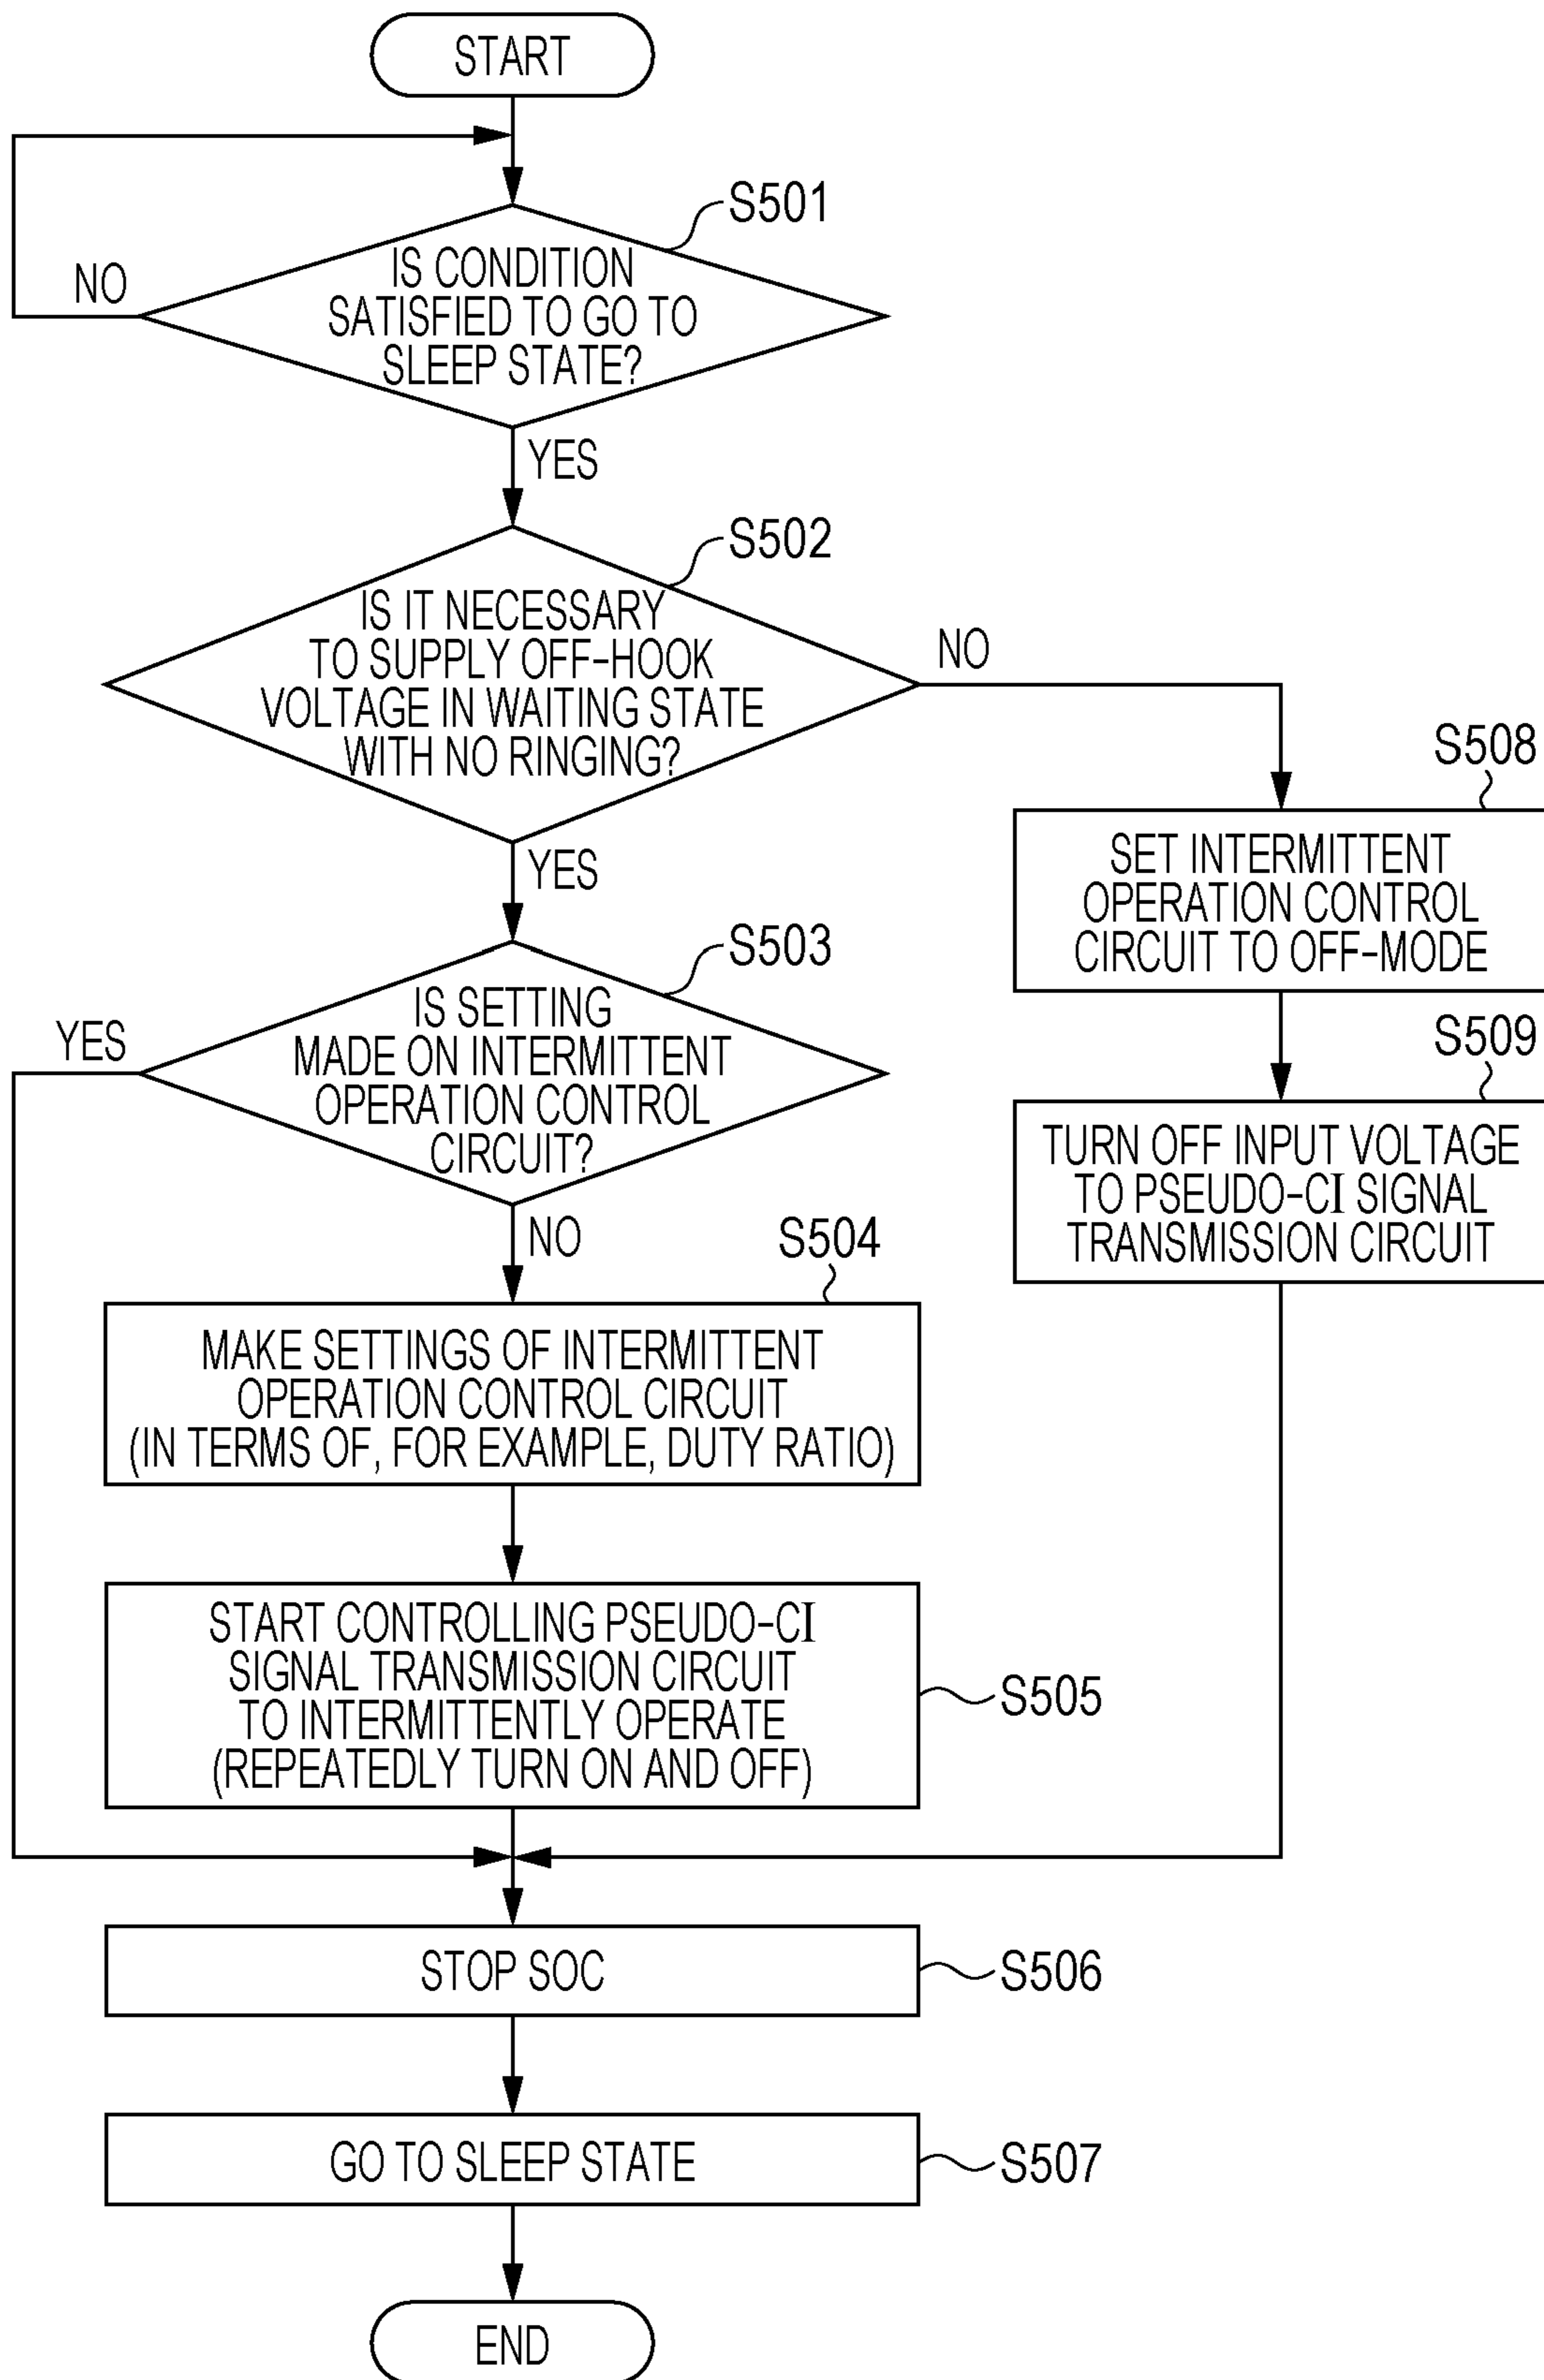 START
S501
NO
IS CONDITION
SATISFIED TO GO TO
SLEEP STATE?
YES
S502
IS IT NECESSARY
TO SUPPLY OFF-HOOK
VOLTAGE IN WAITING STATE
WITH NO RINGING?
NO
YES
S508
SET INTERMITTENT
OPERATION CONTROL
CIRCUIT TO OFF-MODE
S503
YES
IS SETTING
MADE ON INTERMITTENT
OPERATION CONTROL
CIRCUIT?
NO
S509
TURN OFF INPUT VOLTAGE
TO PSEUDO-CI SIGNAL
TRANSMISSION CIRCUIT
S504
MAKE SETTINGS OF INTERMITTENT
OPERATION CONTROL CIRCUIT
(IN TERMS OF, FOR EXAMPLE, DUTY RATIO)
START CONTROLLING PSEUDO-CI
SIGNAL TRANSMISSION CIRCUIT
TO INTERMITTENTLY OPERATE
(REPEATEDLY TURN ON AND OFF)
S505
STOP SOC
S506
GO TO SLEEP STATE
S507
END